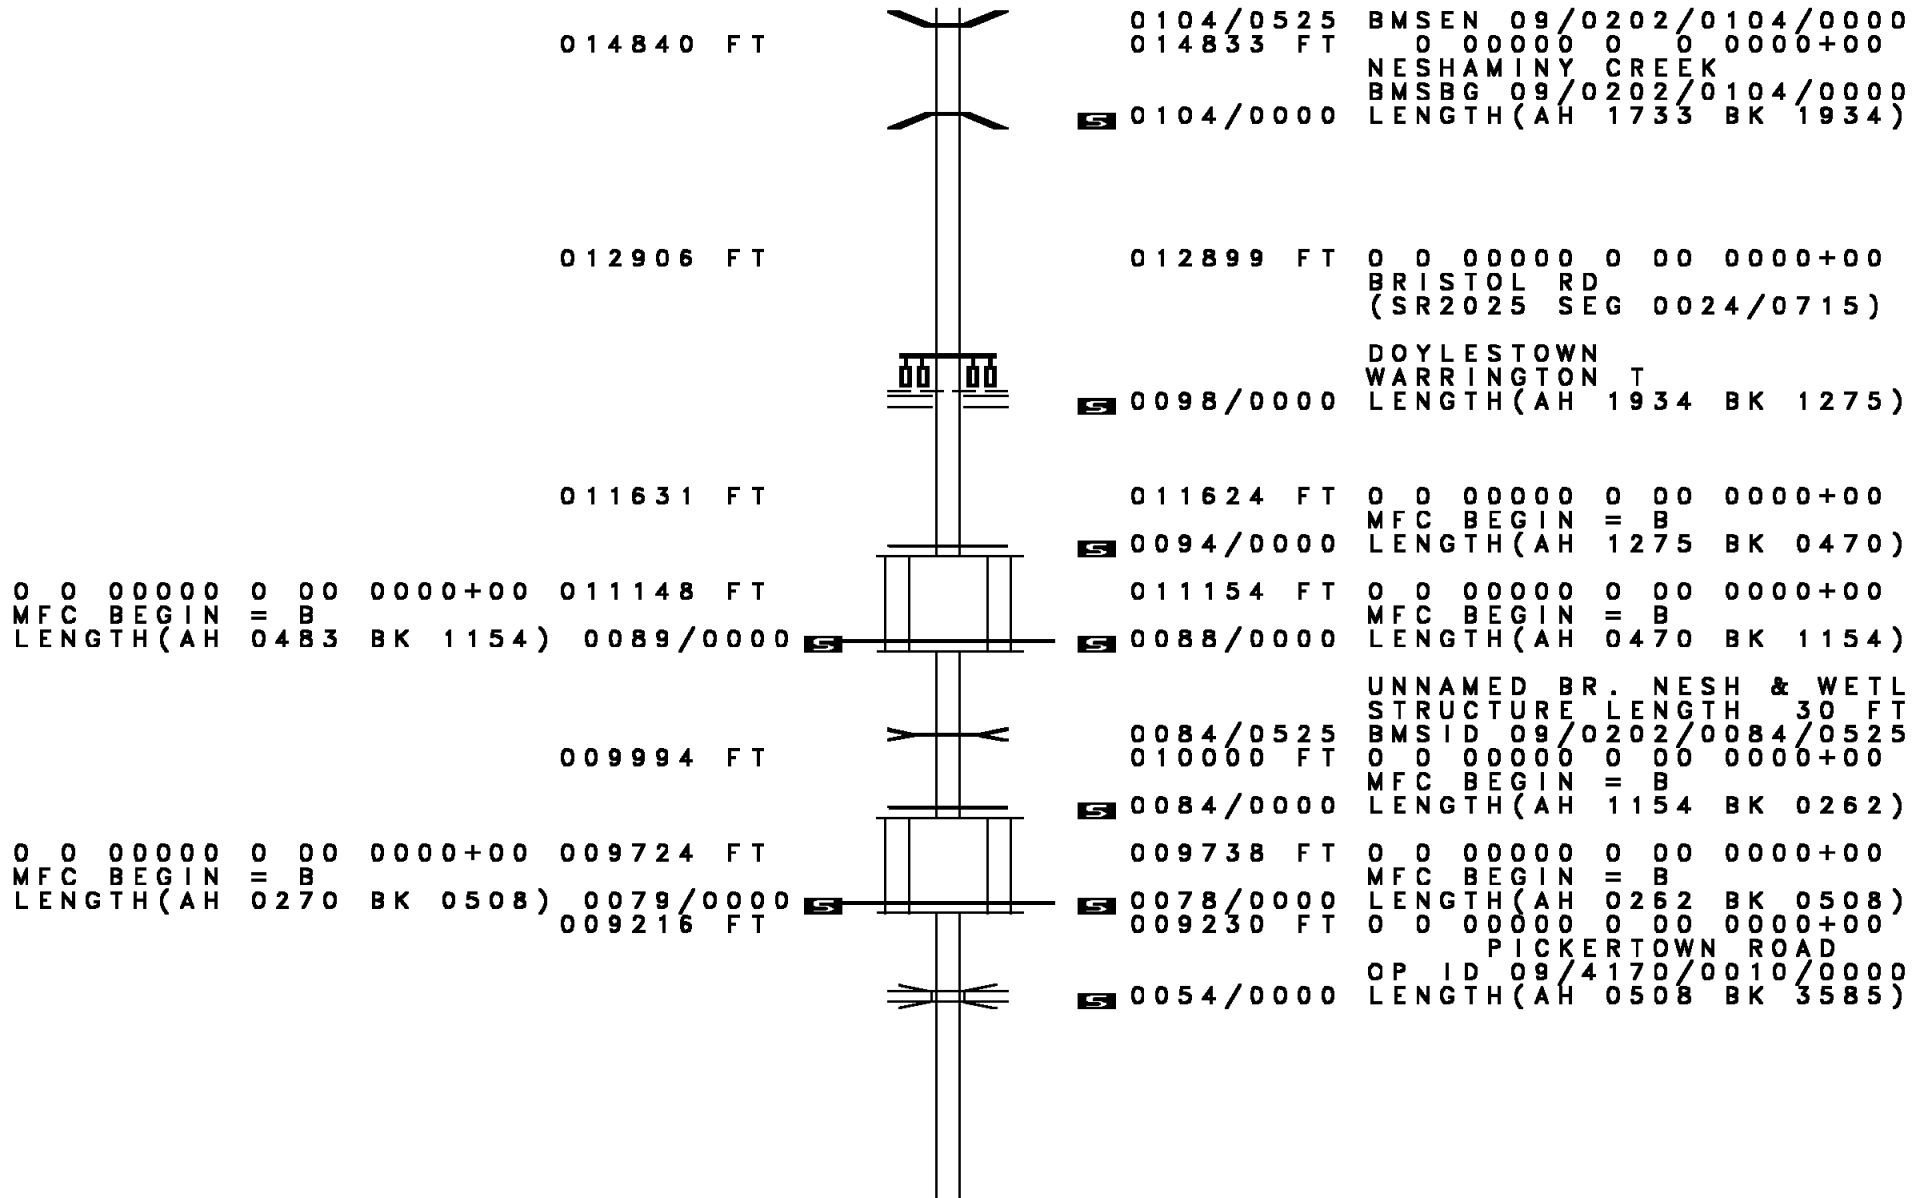 0104/0525 BMSEN 09/0202/0104/0000
014840 FT 014833 FT 0 00000 0 0 0000+00
NESHAMINY CREEK
BMSBG 09/0202/0104/0000
S 0104/0000 LENGTH(AH 1733 BK 1934)
012906 FT 012899 FT 0 0 00000 0 00 0000+00
BRISTOL RD
(SR2025 SEG 0024/0715)
DOYLESTOWN
WARRINGTON T
S 0098/0000 LENGTH(AH 1934 BK 1275)
011631 FT 011624 FT 0 0 00000 0 00 0000+00
MFC BEGIN = B
S 0094/0000 LENGTH(AH 1275 BK 0470)
0 0 00000 0 00 0000+00 011148 FT 011154 FT 0 0 00000 0 00 0000+00
MFC BEGIN = B MFC BEGIN = B
LENGTH(AH 0483 BK 1154) 0089/0000 S S 0088/0000 LENGTH(AH 0470 BK 1154)
UNNAMED BR. NESH & WETL
STRUCTURE LENGTH 30 FT
0084/0525 BMSID 09/0202/0084/0525
009994 FT 010000 FT 0 0 00000 0 00 0000+00
MFC BEGIN = B
S 0084/0000 LENGTH(AH 1154 BK 0262)
0 0 00000 0 00 0000+00 009724 FT 009738 FT 0 0 00000 0 00 0000+00
MFC BEGIN = B MFC BEGIN = B
LENGTH(AH 0270 BK 0508) 0079/0000 S S 0078/0000 LENGTH(AH 0262 BK 0508)
009216 FT 009230 FT 0 0 00000 0 00 0000+00
PICKERTOWN ROAD
OP ID 09/4170/0010/0000
S 0054/0000 LENGTH(AH 0508 BK 3585)